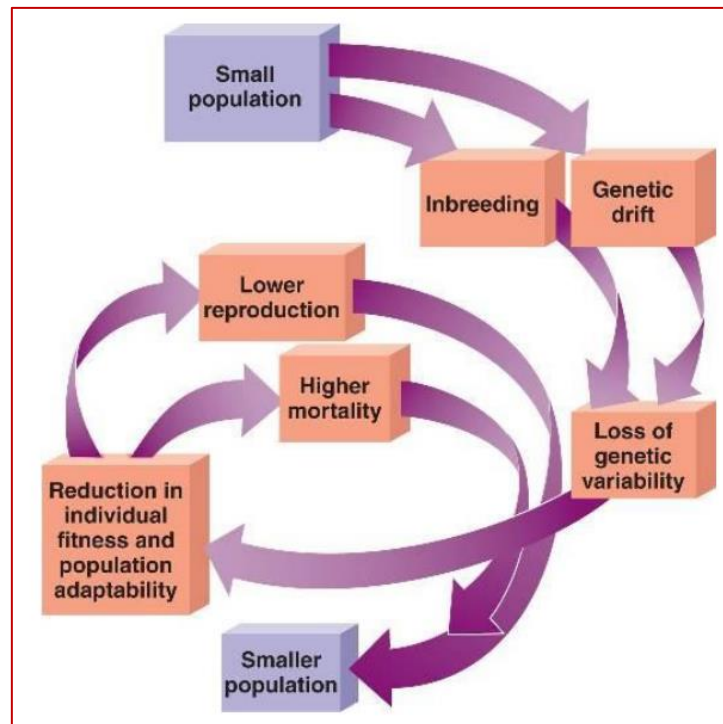 Small
population
Inbreeding
Genetic
drift
Lower
reproduction
Higher
mortality
Loss of
genetic
variability
Reduction in
individual
fitness and
population
adaptability
Smaller
population